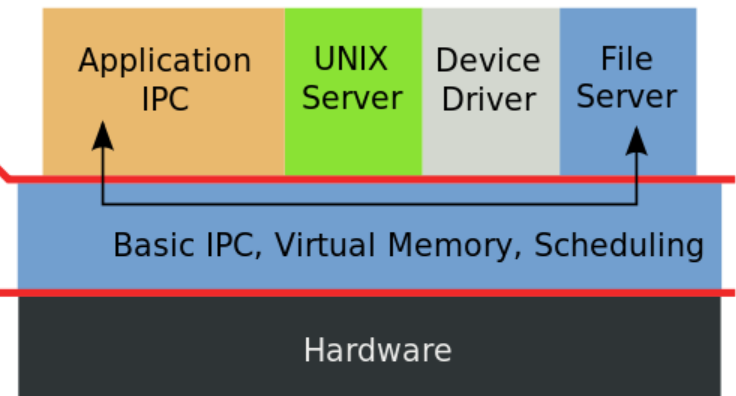 Application
IPC
UNIX
Server
Device
Driver
File
Server
Basic IPC, Virtual Memory, Scheduling
Hardware